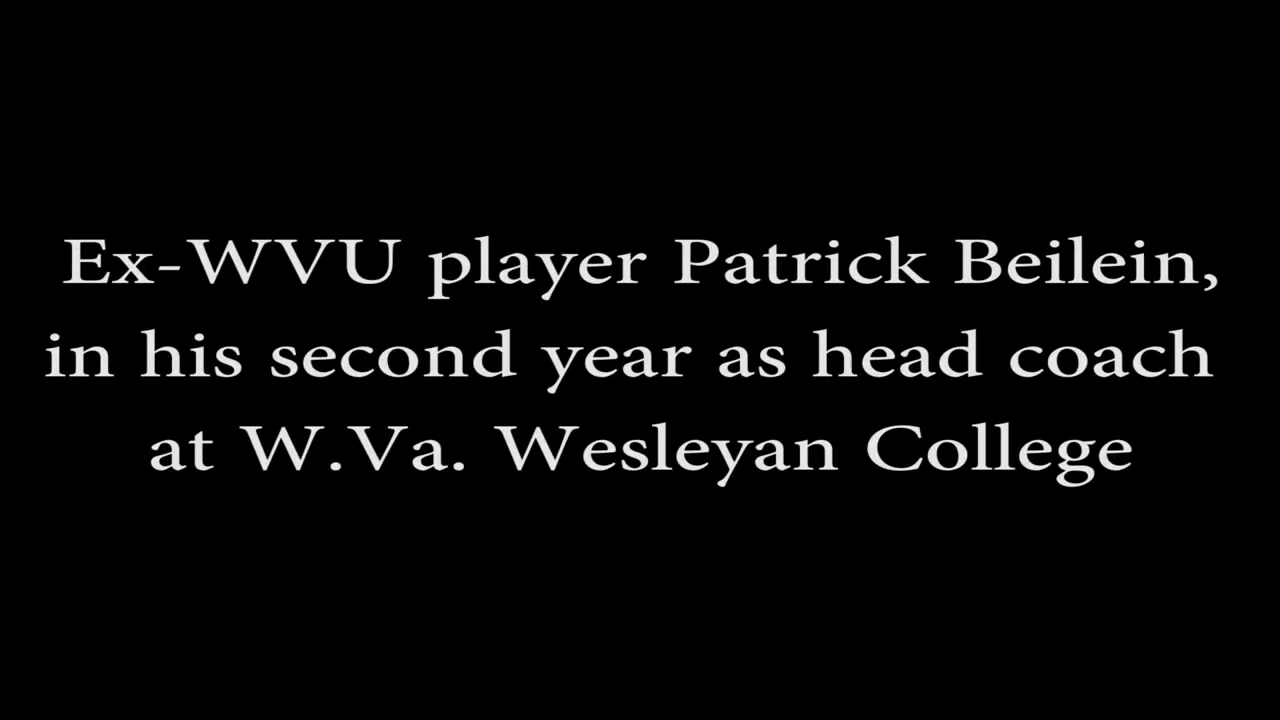 Ex-WVU player Patrick Beilein,
in his second year as head coach
at W.Va. Wesleyan College